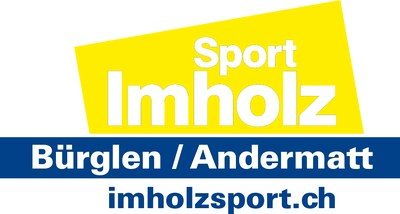 Sport
Imholz
Bürglen / Andermatt
imholzsport.ch